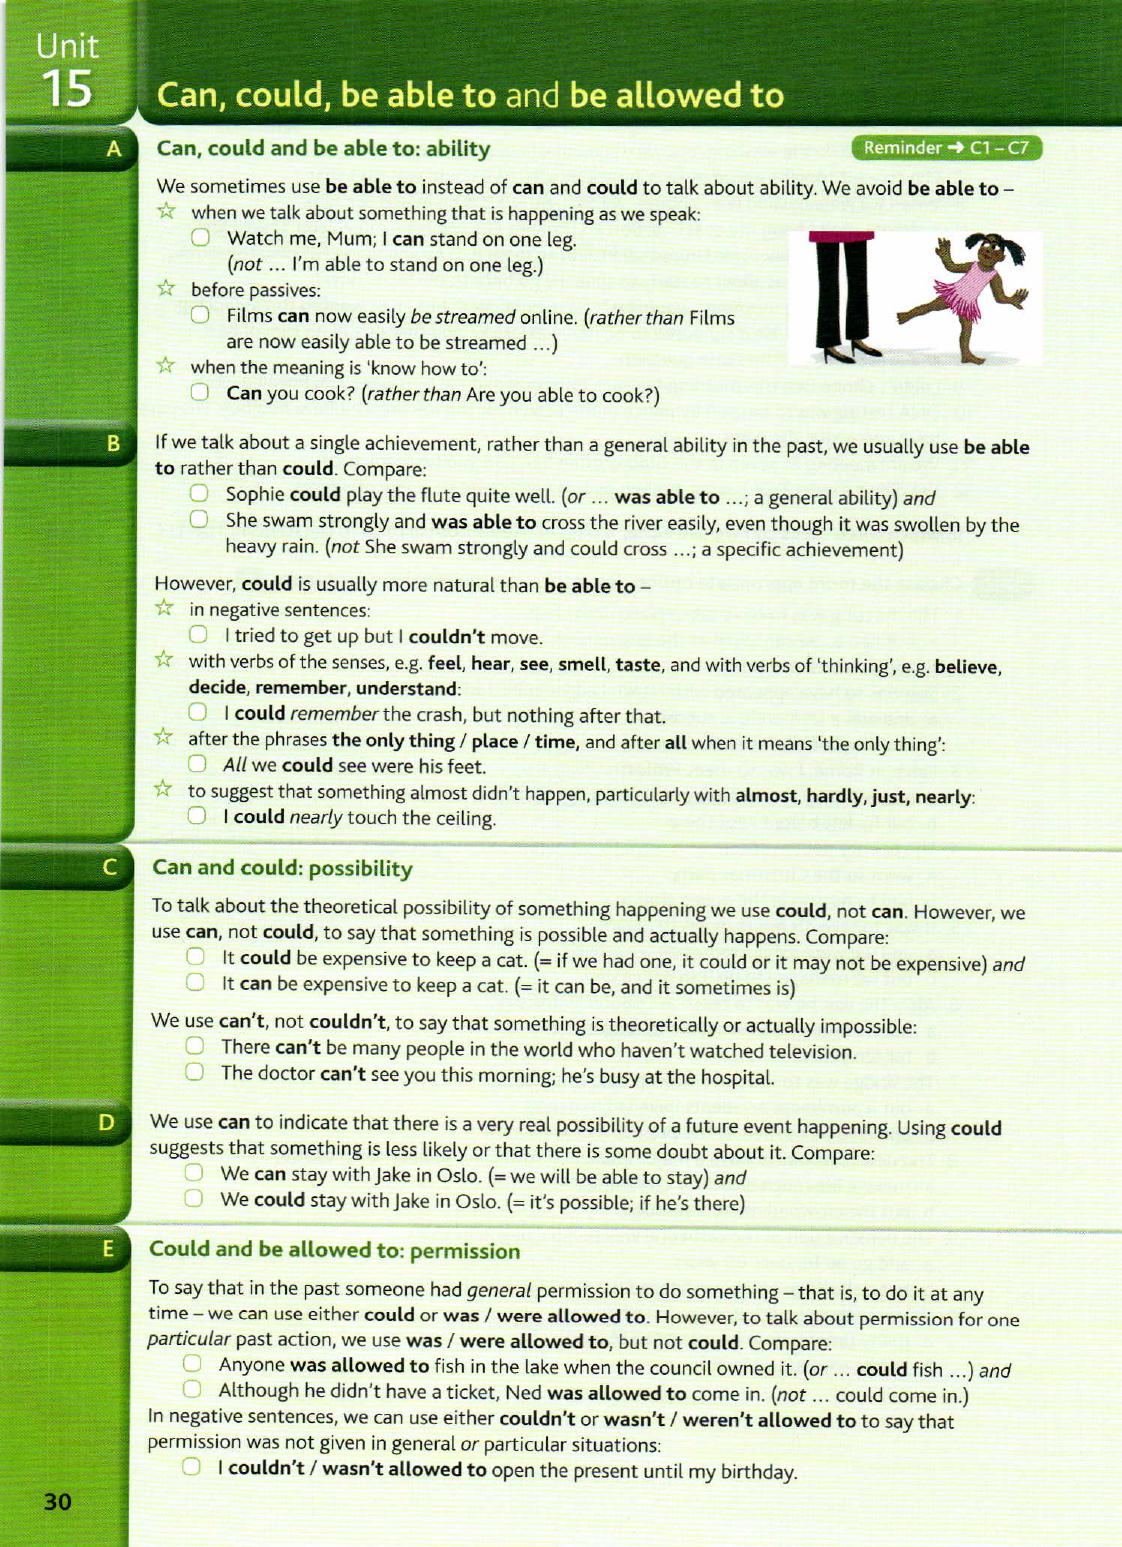 Unit
15
Can, could, be able to and be allowed to
A
Can, could and be able to: ability
Reminder → C1 – C7
We sometimes use be able to instead of can and could to talk about ability. We avoid be able to –
☆ when we talk about something that is happening as we speak:
Watch me, Mum; I can stand on one leg.
(not ... I'm able to stand on one leg.)
☆ before passives:
Films can now easily be streamed online. (rather than Films
are now easily able to be streamed ...)
☆ when the meaning is 'know how to':
Can you cook? (rather than Are you able to cook?)
B
If we talk about a single achievement, rather than a general ability in the past, we usually use be able
to rather than could. Compare:
Sophie could play the flute quite well. (or ... was able to ...; a general ability) and
She swam strongly and was able to cross the river easily, even though it was swollen by the
heavy rain. (not She swam strongly and could cross ...; a specific achievement)
However, could is usually more natural than be able to –
☆ in negative sentences:
I tried to get up but I couldn't move.
☆ with verbs of the senses, e.g. feel, hear, see, smell, taste, and with verbs of 'thinking', e.g. believe,
decide, remember, understand:
I could remember the crash, but nothing after that.
☆ after the phrases the only thing / place / time, and after all when it means 'the only thing':
All we could see were his feet.
☆ to suggest that something almost didn't happen, particularly with almost, hardly, just, nearly:
I could nearly touch the ceiling.
C
Can and could: possibility
To talk about the theoretical possibility of something happening we use could, not can. However, we
use can, not could, to say that something is possible and actually happens. Compare:
It could be expensive to keep a cat. (= if we had one, it could or it may not be expensive) and
It can be expensive to keep a cat. (= it can be, and it sometimes is)
We use can't, not couldn't, to say that something is theoretically or actually impossible:
There can't be many people in the world who haven't watched television.
The doctor can't see you this morning; he's busy at the hospital.
D
We use can to indicate that there is a very real possibility of a future event happening. Using could
suggests that something is less likely or that there is some doubt about it. Compare:
We can stay with Jake in Oslo. (= we will be able to stay) and
We could stay with Jake in Oslo. (= it's possible; if he's there)
E
Could and be allowed to: permission
To say that in the past someone had general permission to do something – that is, to do it at any
time – we can use either could or was / were allowed to. However, to talk about permission for one
particular past action, we use was / were allowed to, but not could. Compare:
Anyone was allowed to fish in the lake when the council owned it. (or ... could fish ...) and
Although he didn't have a ticket, Ned was allowed to come in. (not ... could come in.)
In negative sentences, we can use either couldn't or wasn't / weren't allowed to to say that
permission was not given in general or particular situations:
I couldn't / wasn't allowed to open the present until my birthday.
30